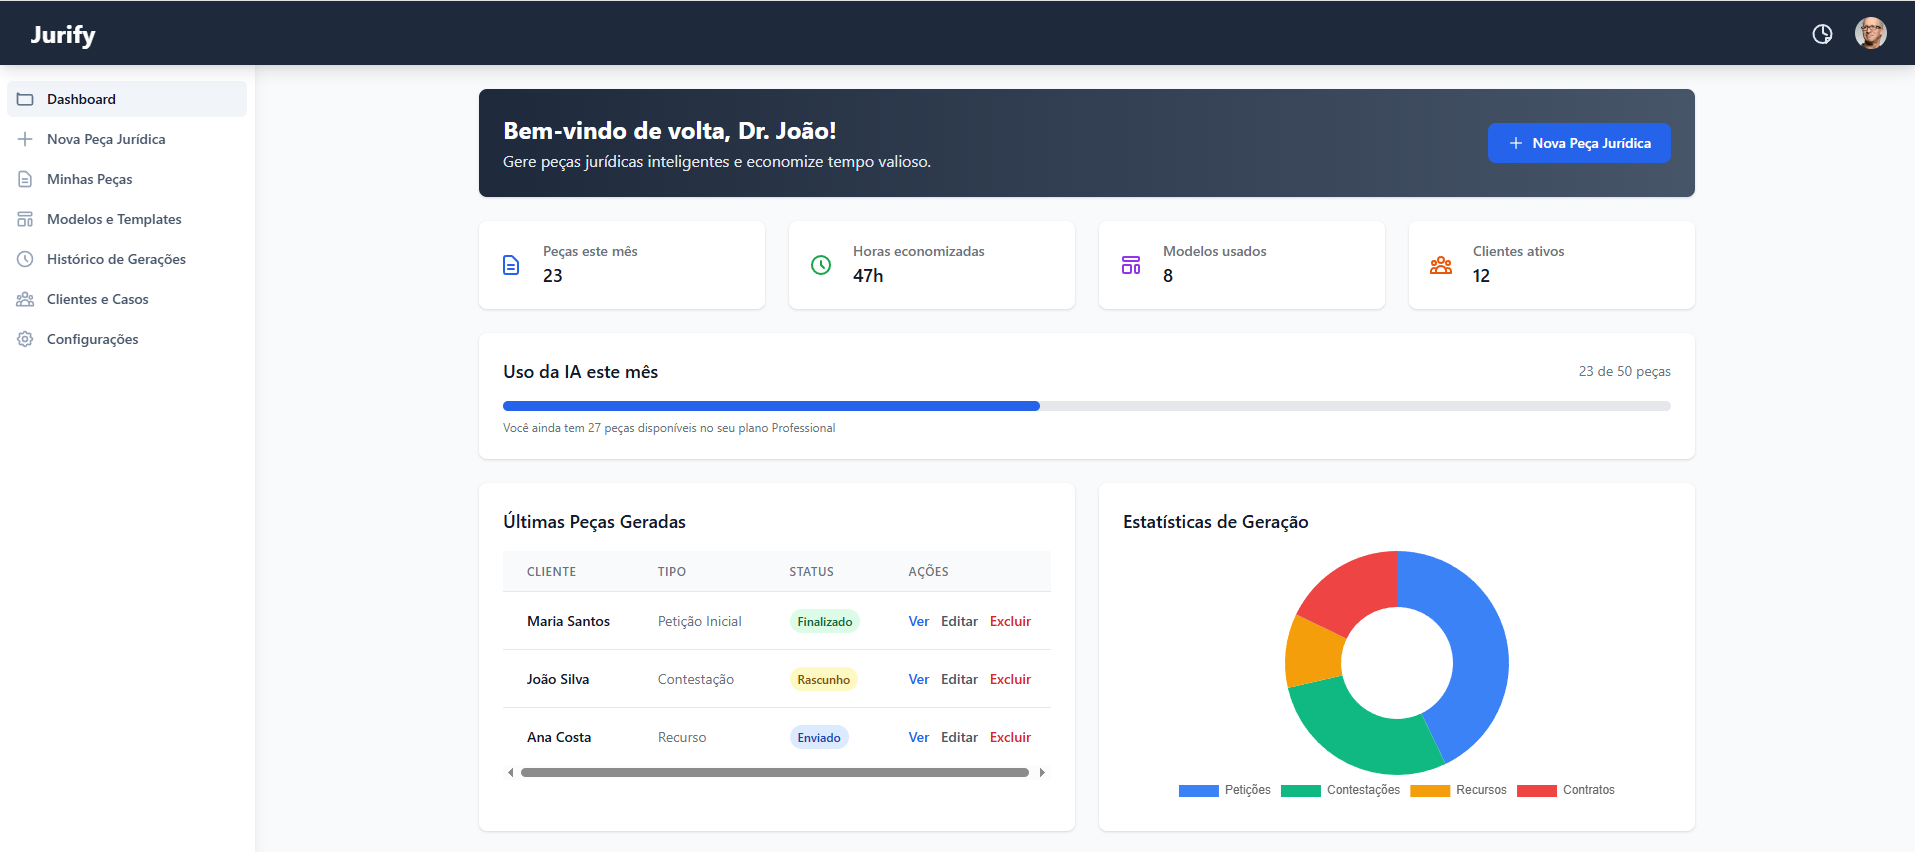 Jurify
Dashboard
Nova Peça Jurídica
Minhas Peças
Modelos e Templates
Histórico de Gerações
Clientes e Casos
Configurações
Bem-vindo de volta, Dr. João!
Gere peças jurídicas inteligentes e economize tempo valioso.
Nova Peça Jurídica
Peças este mês
23
Horas economizadas
47h
Modelos usados
8
Clientes ativos
12
Uso da IA este mês
23 de 50 peças
Você ainda tem 27 peças disponíveis no seu plano Professional
Últimas Peças Geradas
CLIENTE TIPO STATUS AÇÕES
Maria Santos Petição Inicial Finalizado Ver Editar Excluir
João Silva Contestação Rascunho Ver Editar Excluir
Ana Costa Recurso Enviado Ver Editar Excluir
Estatísticas de Geração
Petições Contestações Recursos Contratos